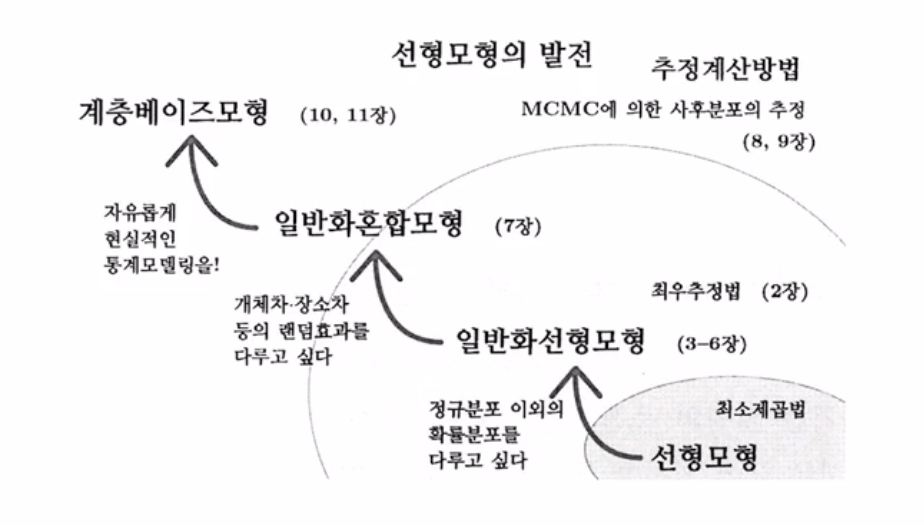 선형모형의 발전
추정계산방법
계층베이즈모형 (10, 11장)
MCMC에 의한 사후분포의 추정
(8, 9장)
자유롭게
현실적인
통계모델링을!
일반화혼합모형 (7장)
개체차·장소차
등의 랜덤효과를
다루고 싶다
최우추정법 (2장)
일반화선형모형 (3–6장)
정규분포 이외의
확률분포를
다루고 싶다
최소제곱법
선형모형